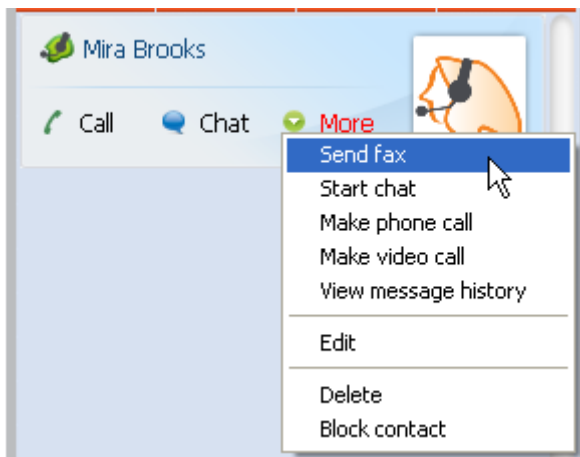 Mira Brooks
Call Chat More
Send fax
Start chat
Make phone call
Make video call
View message history
Edit
Delete
Block contact